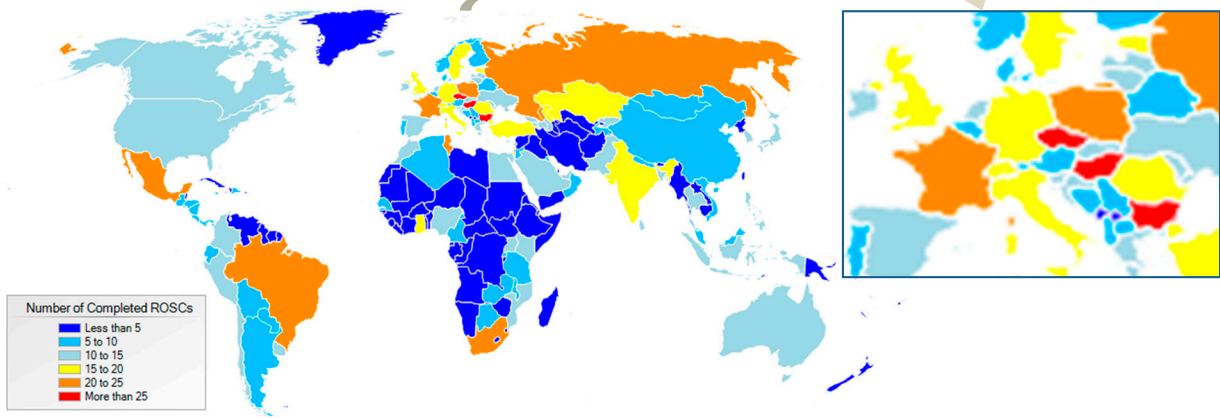 Number of Completed ROSCs
Less than 5
5 to 10
10 to 15
15 to 20
20 to 25
More than 25